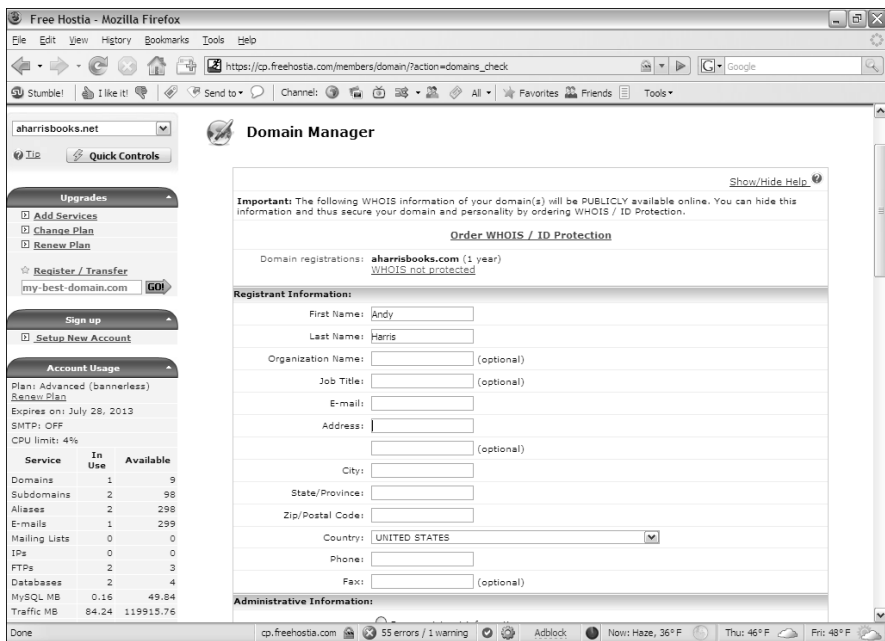 Free Hostia - Mozilla Firefox
File Edit View History Bookmarks Tools Help
https://cp.freehostia.com/members/domain/?action=domains_check
Google
Stumble! I like it! Send to Channel: All Favorites Friends Tools
aharrisbooks.net
Tip Quick Controls
Upgrades
Add Services
Change Plan
Renew Plan
Register / Transfer
my-best-domain.com GO!
Sign up
Setup New Account
Account Usage
Plan: Advanced (bannerless)
Renew Plan
Expires on: July 28, 2013
SMTP: OFF
CPU limit: 4%
Service In Use Available
Domains 1 9
Subdomains 2 98
Aliases 2 298
E-mails 1 299
Mailing Lists 0 0
IPs 0 0
FTPs 2 3
Databases 2 4
MySQL MB 0.16 49.84
Traffic MB 84.24 119915.76
Domain Manager
Show/Hide Help
Important: The following WHOIS information of your domain(s) will be PUBLICLY available online. You can hide this
information and thus secure your domain and personality by ordering WHOIS / ID Protection.
Order WHOIS / ID Protection
Domain registrations: aharrisbooks.com (1 year)
WHOIS not protected
Registrant Information:
First Name: Andy
Last Name: Harris
Organization Name: (optional)
Job Title: (optional)
E-mail:
Address:
(optional)
City:
State/Province:
Zip/Postal Code:
Country: UNITED STATES
Phone:
Fax: (optional)
Administrative Information:
Done cp.freehostia.com 55 errors / 1 warning Adblock Now: Haze, 36° F Thu: 46° F Fri: 48° F